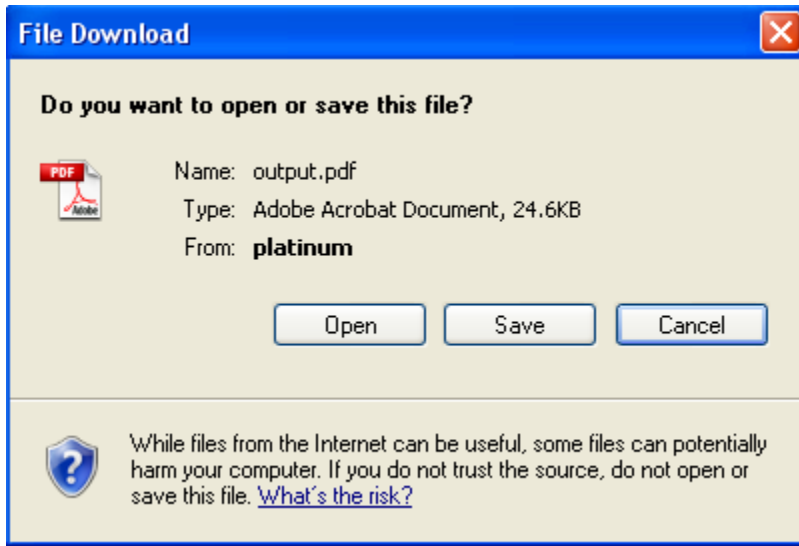 File Download
Do you want to open or save this file?
PDF
Adobe
Name: output.pdf
Type: Adobe Acrobat Document, 24.6KB
From: platinum
Open Save Cancel
While files from the Internet can be useful, some files can potentially
harm your computer. If you do not trust the source, do not open or
save this file. What´s the risk?